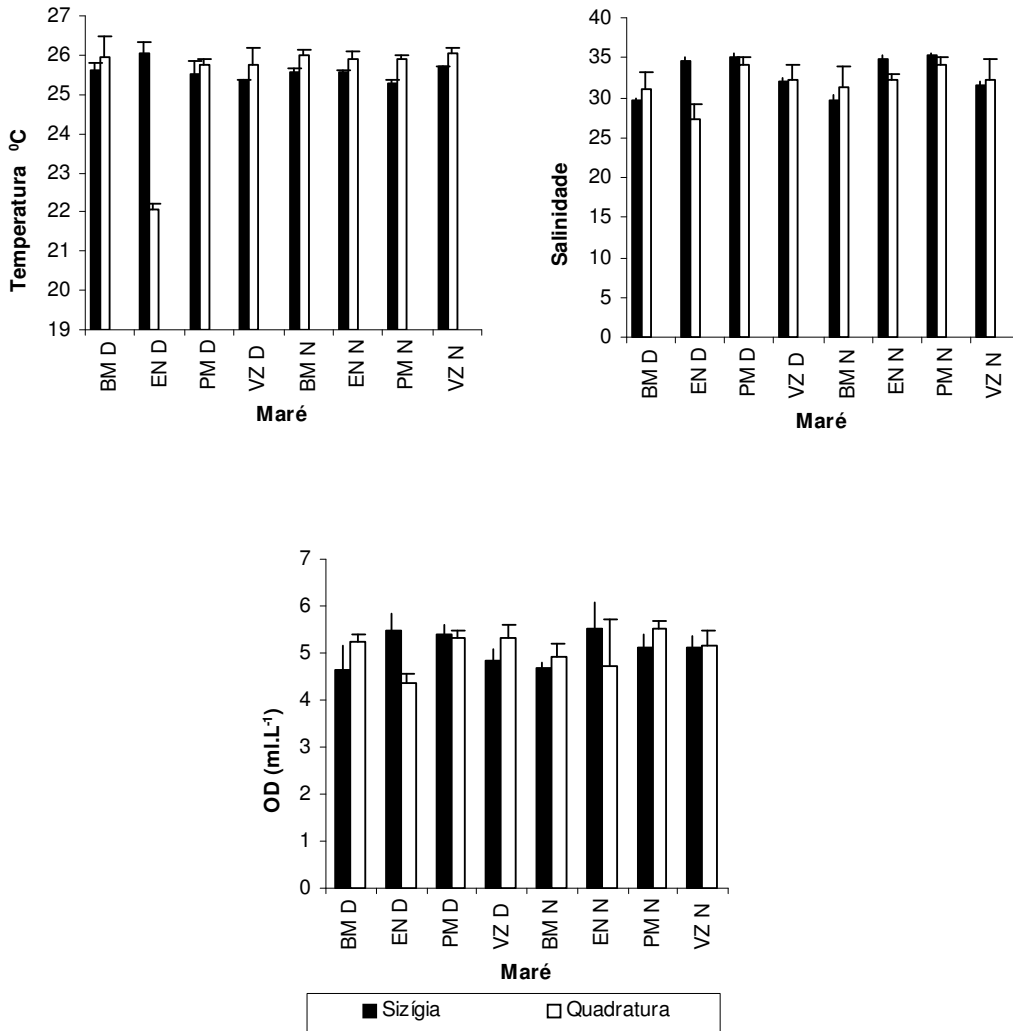 Temperatura ⁰C
27
26
25
24
23
22
21
20
19
BM D
EN D
PM D
VZ D
BM N
EN N
PM N
VZ N
Maré
Salinidade
40
35
30
25
20
15
10
5
0
BM D
EN D
PM D
VZ D
BM N
EN N
PM N
VZ N
Maré
OD (ml.L⁻¹)
7
6
5
4
3
2
1
0
BM D
EN D
PM D
VZ D
BM N
EN N
PM N
VZ N
Maré
Sizígia Quadratura